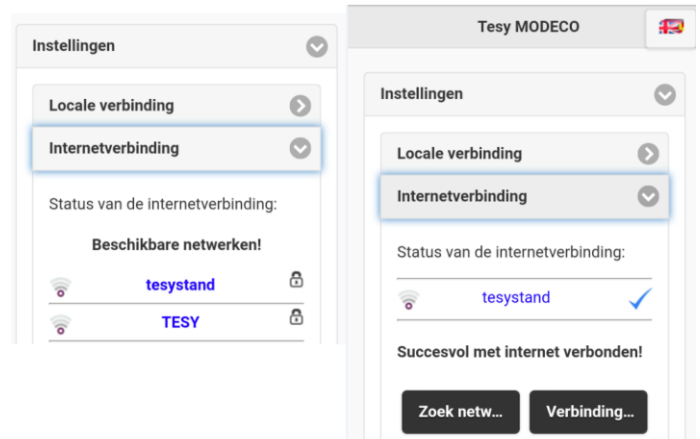 Instellingen
Locale verbinding
Internetverbinding
Status van de internetverbinding:
Beschikbare netwerken!
tesystand
TESY
Tesy MODECO
Instellingen
Locale verbinding
Internetverbinding
Status van de internetverbinding:
tesystand
Succesvol met internet verbonden!
Zoek netw...
Verbinding...